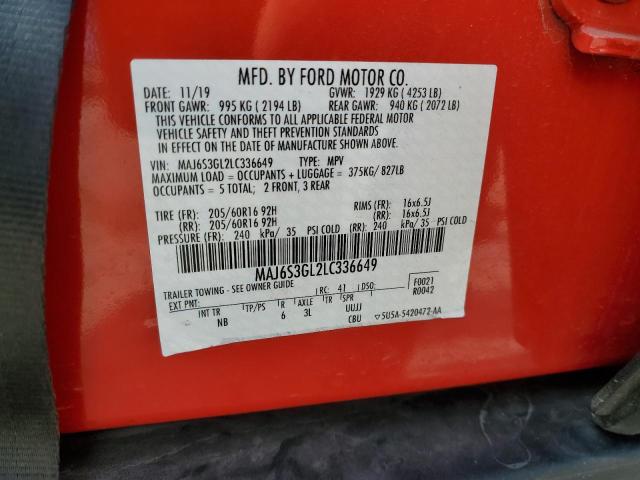 MFD. BY FORD MOTOR CO.
DATE: 11/19 GVWR: 1929 KG ( 4253 LB)
FRONT GAWR: 995 KG ( 2194 LB) REAR GAWR: 940 KG ( 2072 LB)
THIS VEHICLE CONFORMS TO ALL APPLICABLE FEDERAL MOTOR
VEHICLE SAFETY AND THEFT PREVENTION STANDARDS
IN EFFECT ON THE DATE OF MANUFACTURE SHOWN ABOVE.
VIN: MAJ6S3GL2LC336649 TYPE: MPV
MAXIMUM LOAD = OCCUPANTS + LUGGAGE = 375KG/ 827LB
OCCUPANTS = 5 TOTAL; 2 FRONT, 3 REAR
TIRE (FR): 205/60R16 92H RIMS (FR): 16x6.5J
(RR): 205/60R16 92H (RR): 16x6.5J
PRESSURE (FR): 240 kPa/ 35 PSI COLD (RR): 240 kPa/ 35 PSI COLD
MAJ6S3GL2LC336649
TRAILER TOWING - SEE OWNER GUIDE
EXT PNT: RC: 41 DSO: F0021
R0042
INT TR TP/PS R AXLE TR SPR
NB 6 3L UUJJ
CBU ▽5U5A-5420472-AA